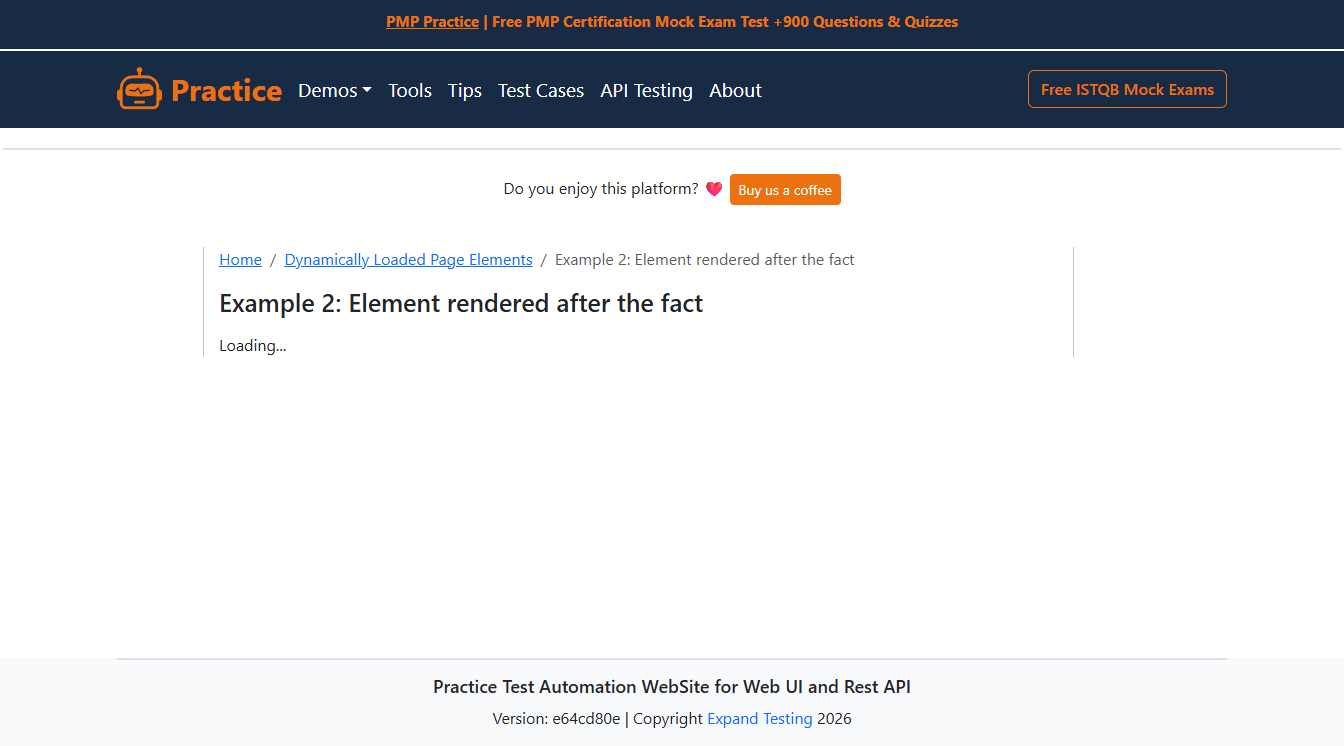 PMP Practice | Free PMP Certification Mock Exam Test +900 Questions & Quizzes
Practice Demos Tools Tips Test Cases API Testing About Free ISTQB Mock Exams
Do you enjoy this platform? Buy us a coffee
Home / Dynamically Loaded Page Elements / Example 2: Element rendered after the fact
Example 2: Element rendered after the fact
Loading...
Practice Test Automation WebSite for Web UI and Rest API
Version: e64cd80e | Copyright Expand Testing 2026